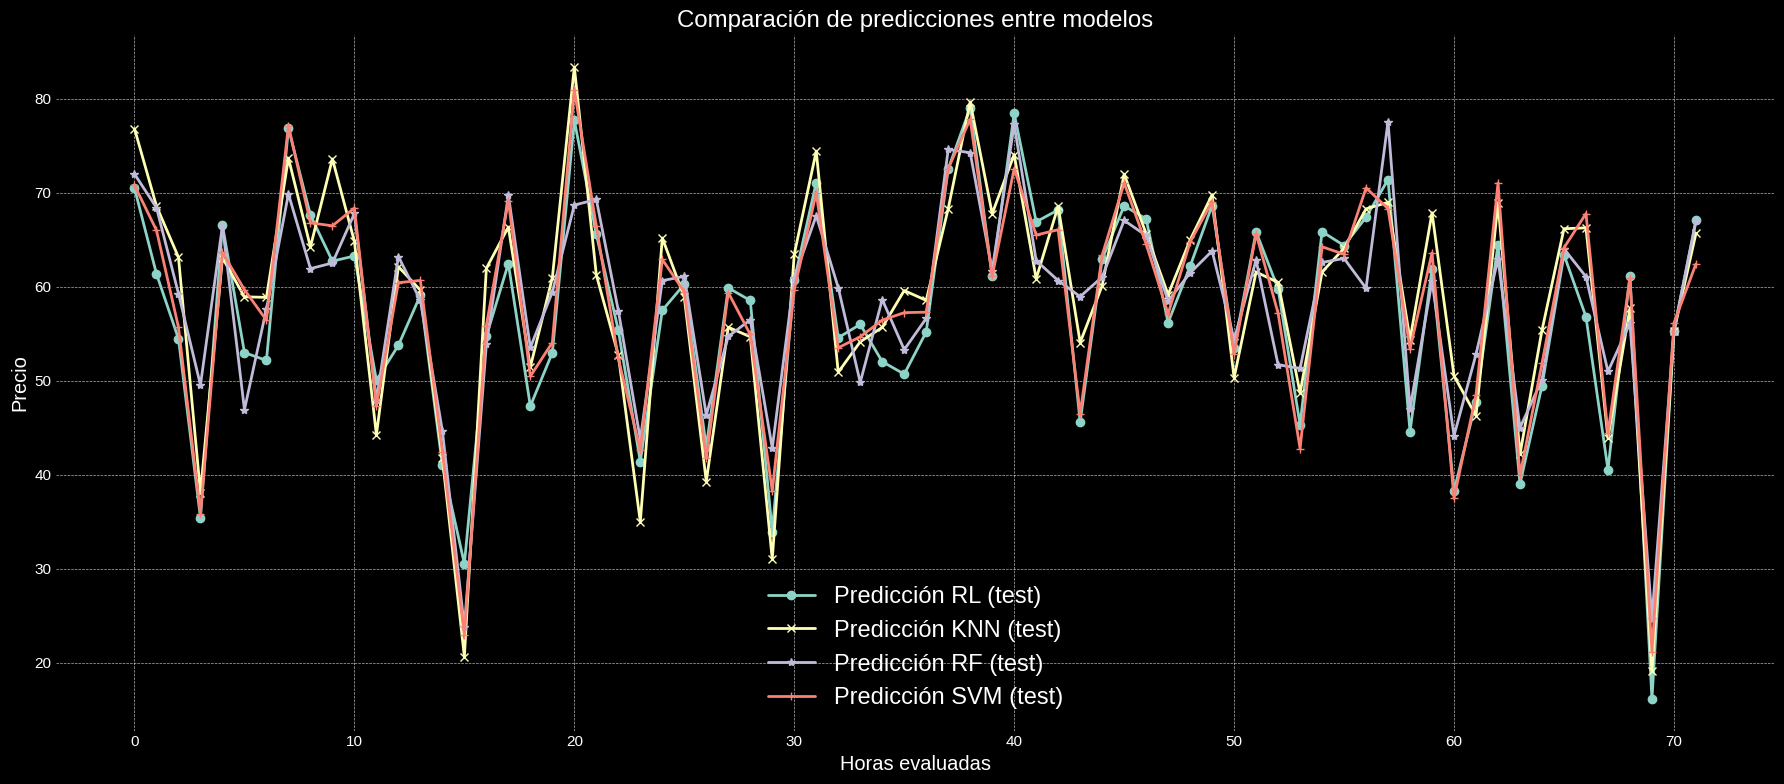 Comparación de predicciones entre modelos
Precio
80
70
60
50
40
30
20
Predicción RL (test)
Predicción KNN (test)
Predicción RF (test)
Predicción SVM (test)
0 10 20 30 40 50 60 70
Horas evaluadas